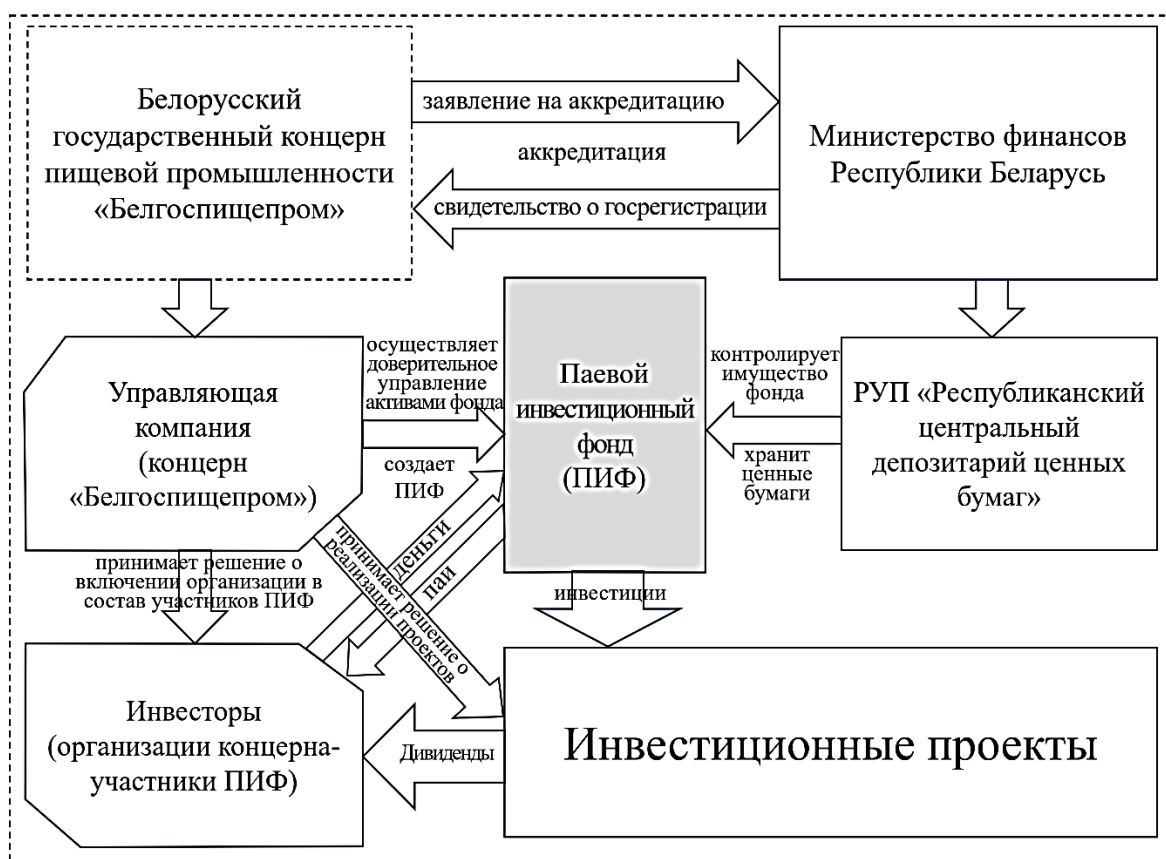 Белорусский
государственный концерн
пищевой промышленности
«Белгоспищепром»
заявление на аккредитацию
аккредитация
свидетельство о госрегистрации
Министерство финансов
Республики Беларусь
Управляющая
компания
(концерн
«Белгоспищепром»)
осуществляет
доверительное
управление
активами фонда
создает
ПИФ
Паевой
инвестиционный
фонд
(ПИФ)
контролирует
имущество
фонда
хранит
ценные
бумаги
РУП «Республиканский
центральный
депозитарий ценных
бумаг»
принимает решение о
включении организации в
состав участников ПИФ
деньги
паи
принимает решение о
реализации проектов
инвестиции
Инвесторы
(организации концерна-
участники ПИФ)
Дивиденды
Инвестиционные проекты